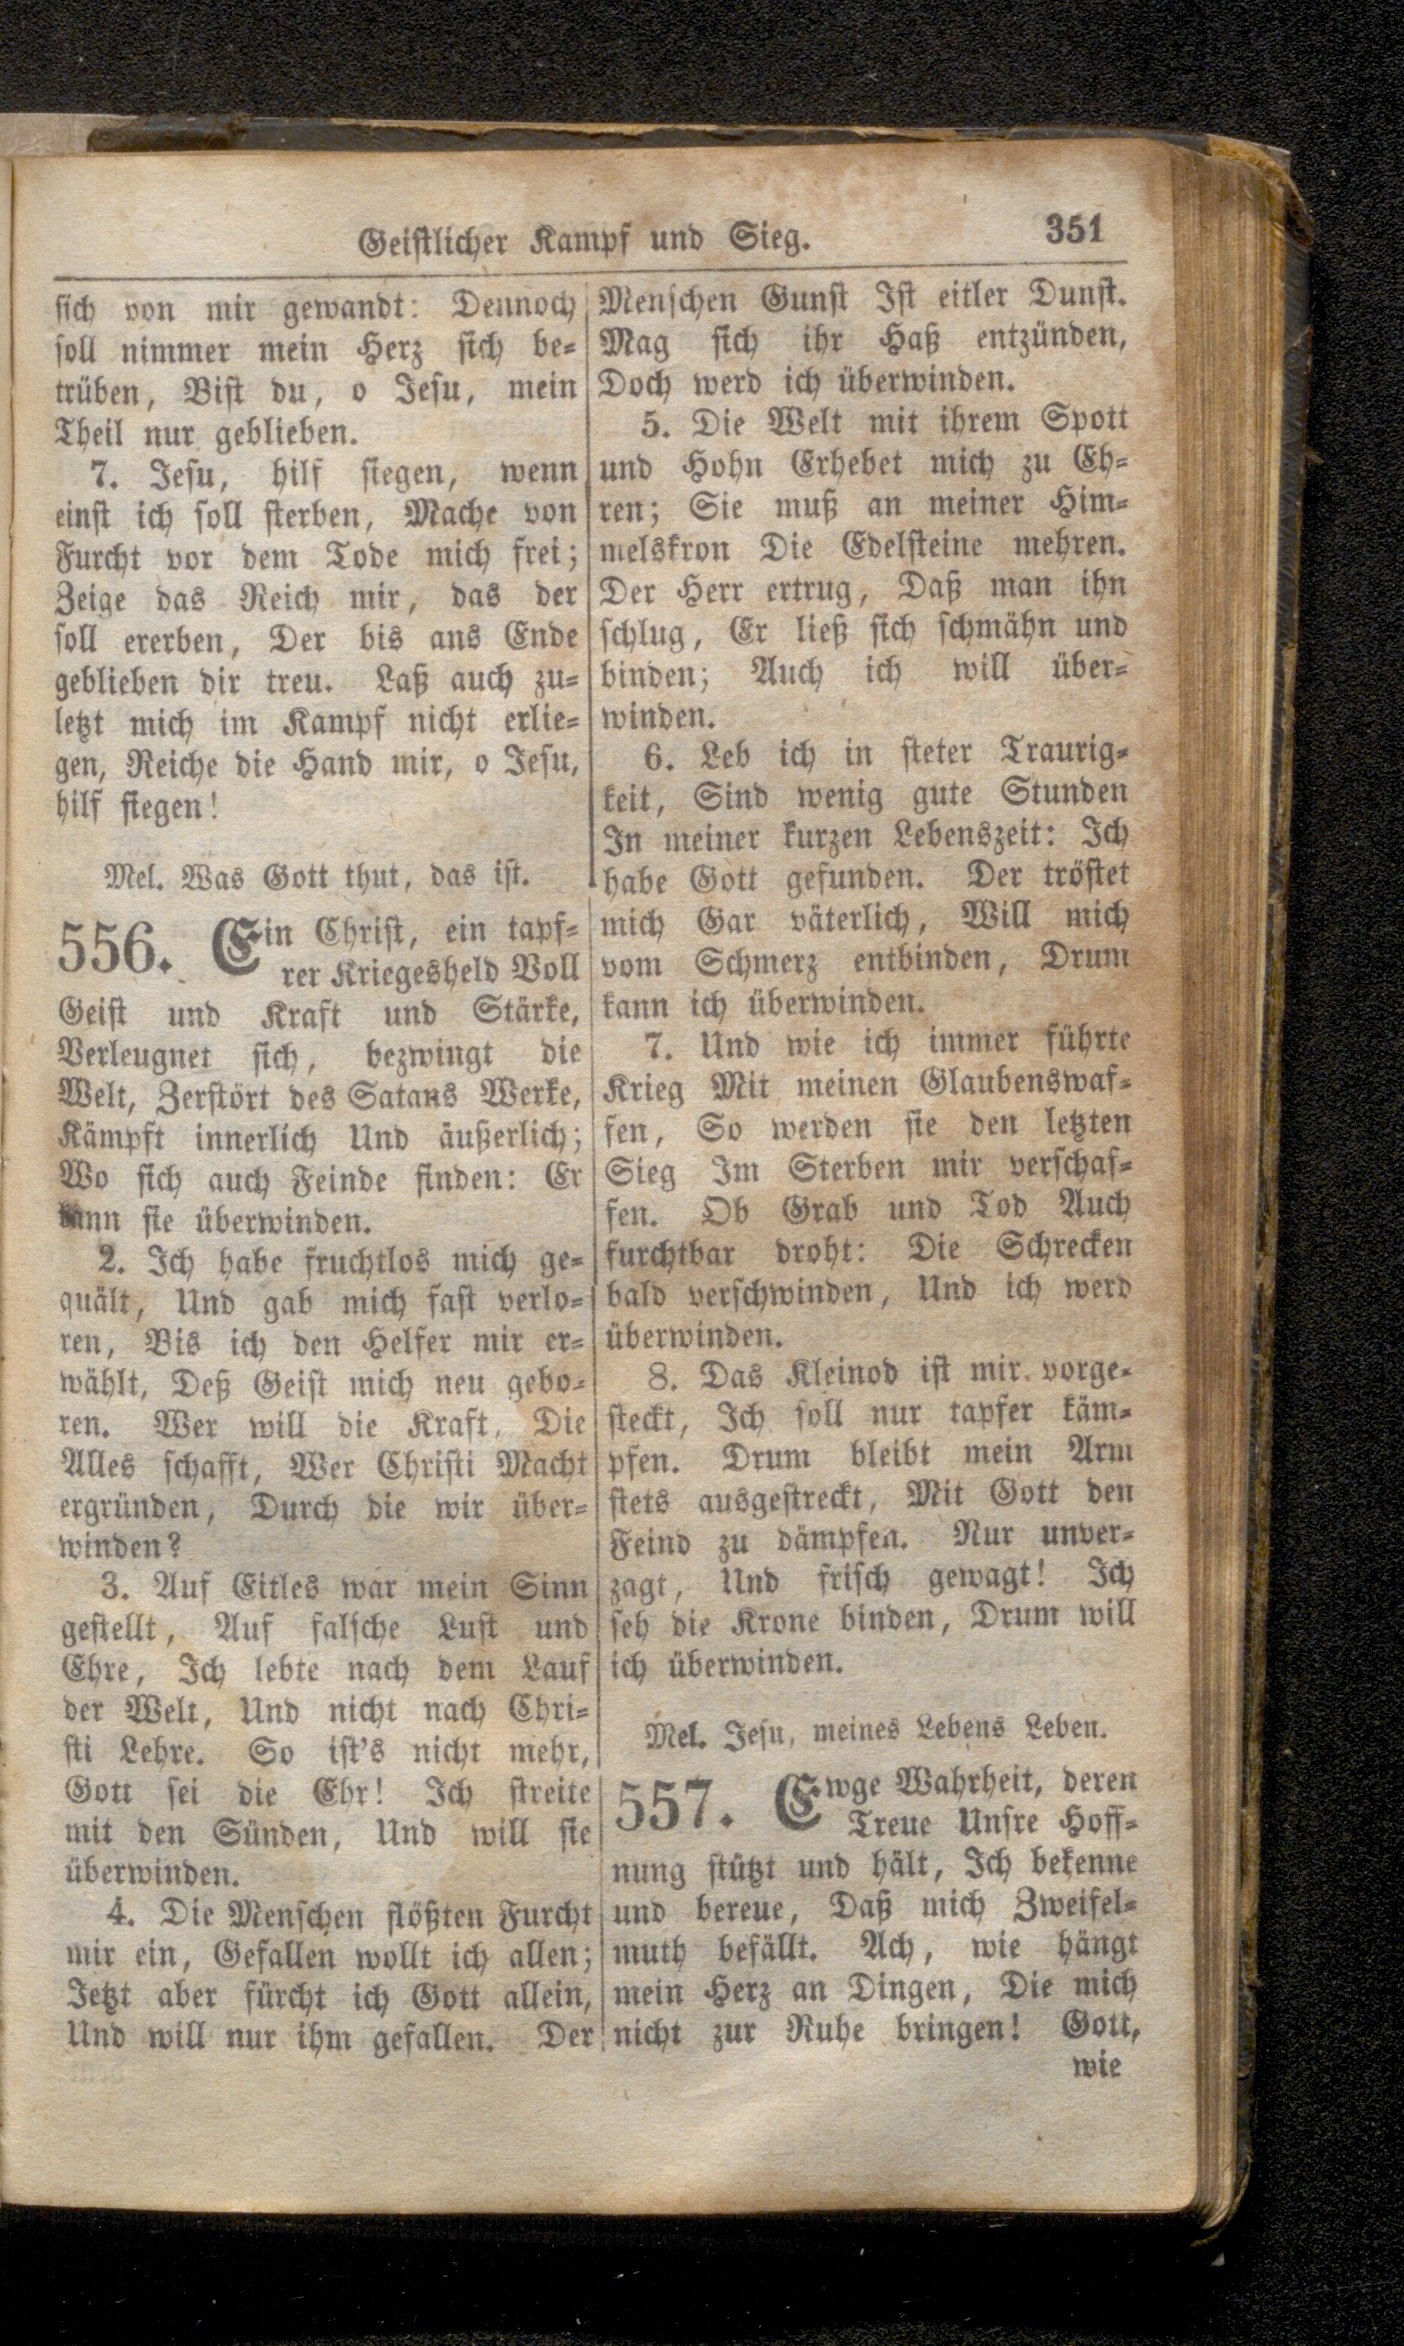 Geistlicher Kampf und Sieg.
351
sich von mir gewandt: Dennoch
soll nimmer mein Herz sich be-
trüben, Bist du, o Jesu, mein
Theil nur geblieben.
7. Jesu, hilf siegen, wenn
einst ich soll sterben, Mache von
Furcht vor dem Tode mich frei;
Zeige das Reich mir, das der
soll ererben, Der bis ans Ende
geblieben dir treu. Laß auch zu-
letzt mich im Kampf nicht erlie-
gen, Reiche die Hand mir, o Jesu,
hilf siegen!
Mel. Was Gott thut, das ist.
556. Ein Christ, ein tapf-
rer Kriegesheld Voll
Geist und Kraft und Stärke,
Verleugnet sich, bezwingt die
Welt, Zerstört des Satans Werke,
Kämpft innerlich Und äußerlich;
Wo sich auch Feinde finden: Er
kann sie überwinden.
2. Ich habe fruchtlos mich ge-
quält, Und gab mich fast verlo-
ren, Bis ich den Helfer mir er-
wählt, Deß Geist mich neu gebo-
ren. Wer will die Kraft, Die
Alles schafft, Wer Christi Macht
ergründen, Durch die wir über-
winden?
3. Auf Eitles war mein Sinn
gestellt, Auf falsche Lust und
Ehre, Ich lebte nach dem Lauf
der Welt, Und nicht nach Chri-
sti Lehre. So ist's nicht mehr,
Gott sei die Ehr! Ich streite
mit den Sünden, Und will sie
überwinden.
4. Die Menschen flößten Furcht
mir ein, Gefallen wollt ich allen;
Jetzt aber fürcht ich Gott allein,
Und will nur ihm gefallen. Der
Menschen Gunst Ist eitler Dunst.
Mag sich ihr Haß entzünden,
Doch werd ich überwinden.
5. Die Welt mit ihrem Spott
und Hohn Erhebet mich zu Eh-
ren; Sie muß an meiner Him-
melskron Die Edelsteine mehren.
Der Herr ertrug, Daß man ihn
schlug, Er ließ sich schmähn und
binden; Auch ich will über-
winden.
6. Leb ich in steter Traurig-
keit, Sind wenig gute Stunden
In meiner kurzen Lebenszeit: Ich
habe Gott gefunden. Der tröstet
mich Gar väterlich, Will mich
vom Schmerz entbinden, Drum
kann ich überwinden.
7. Und wie ich immer führte
Krieg Mit meinen Glaubenswaf-
fen, So werden sie den letzten
Sieg Im Sterben mir verschaf-
fen. Ob Grab und Tod Auch
furchtbar droht: Die Schrecken
bald verschwinden, Und ich werd
überwinden.
8. Das Kleinod ist mir vorge-
steckt, Ich soll nur tapfer käm-
pfen. Drum bleibt mein Arm
stets ausgestreckt, Mit Gott den
Feind zu dämpfen. Nur unver-
zagt, Und frisch gewagt! Ich
seh die Krone binden, Drum will
ich überwinden.
Mel. Jesu, meines Lebens Leben.
557. Ewge Wahrheit, deren
Treue Unsre Hoff-
nung stützt und hält, Ich bekenne
und bereue, Daß mich Zweifel-
muth befällt. Ach, wie hängt
mein Herz an Dingen, Die mich
nicht zur Ruhe bringen! Gott,
wie